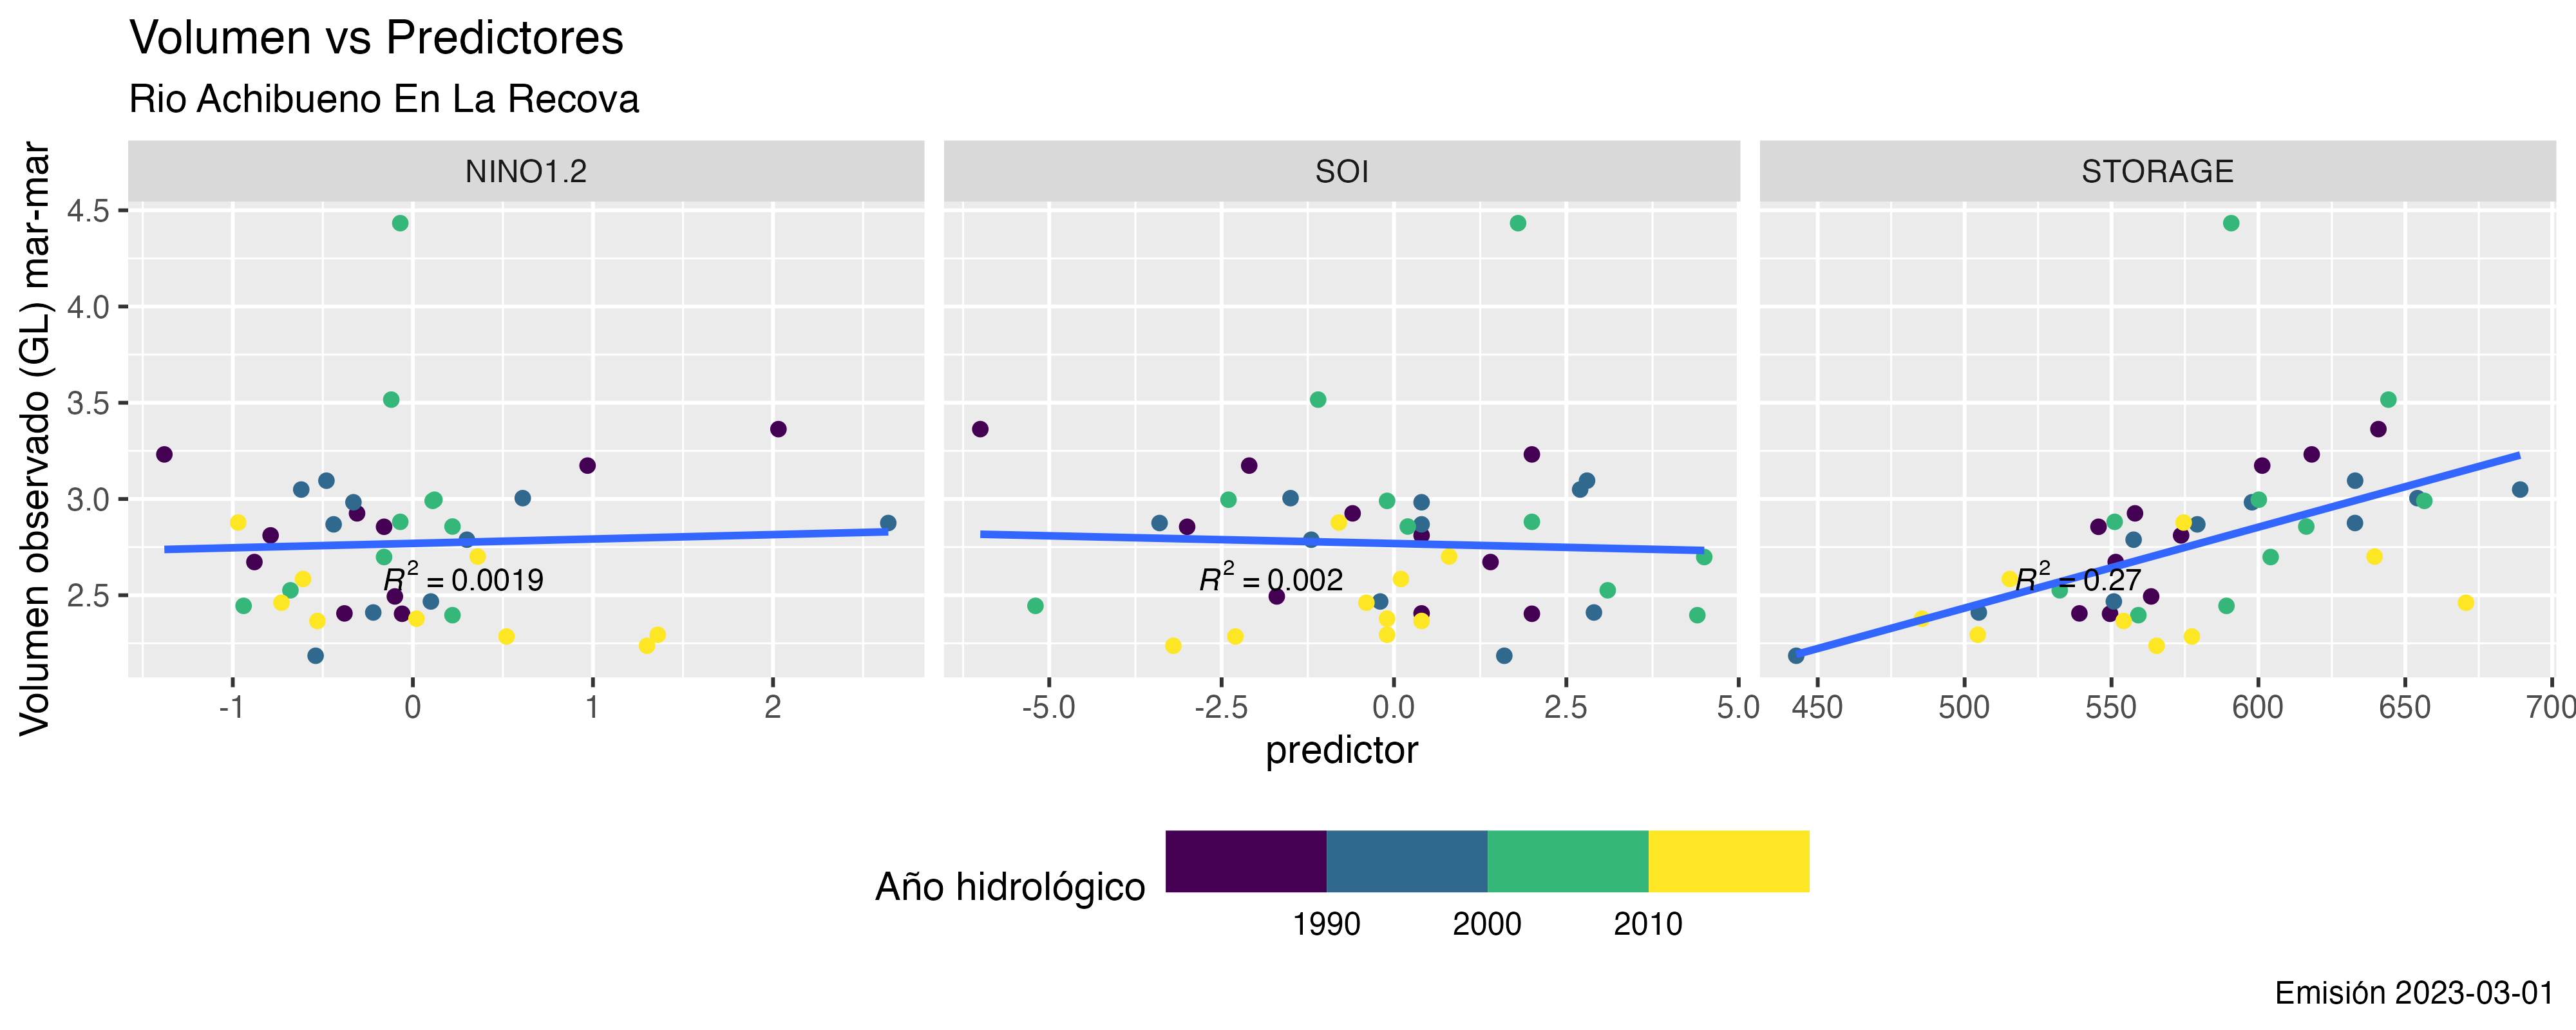 Volumen vs Predictores
Rio Achibueno En La Recova
NINO1.2 SOI STORAGE
Volumen observado (GL) mar-mar
4.5
4.0
3.5
3.0
2.5
R² = 0.0019 R² = 0.002 R² = 0.27
-1 0 1 2 -5.0 -2.5 0.0 2.5 5.0 450 500 550 600 650 700
predictor
Año hidrológico
1990 2000 2010
Emisión 2023-03-01